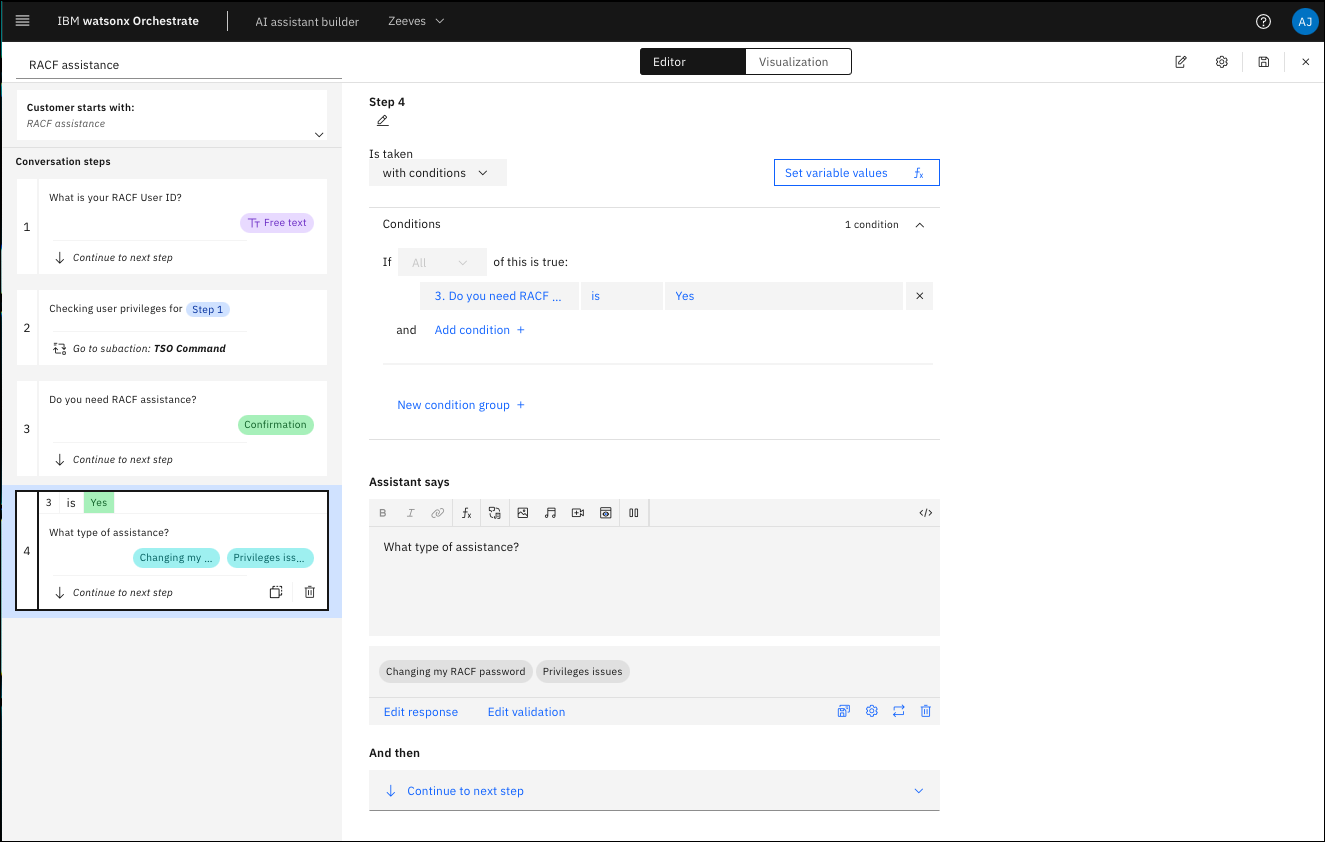 IBM watsonx Orchestrate
AI assistant builder
Zeeves
AJ
RACF assistance
Editor
Visualization
Customer starts with:
RACF assistance
Conversation steps
1
What is your RACF User ID?
Free text
Continue to next step
2
Checking user privileges for Step 1
Go to subaction: TSO Command
3
Do you need RACF assistance?
Confirmation
Continue to next step
4
3 is Yes
What type of assistance?
Changing my ... Privileges iss...
Continue to next step
Step 4
Is taken
with conditions
Set variable values fx
Conditions
1 condition
If All of this is true:
3. Do you need RACF ... is Yes
and Add condition +
New condition group +
Assistant says
B I fx </>
What type of assistance?
Changing my RACF password Privileges issues
Edit response Edit validation
And then
Continue to next step